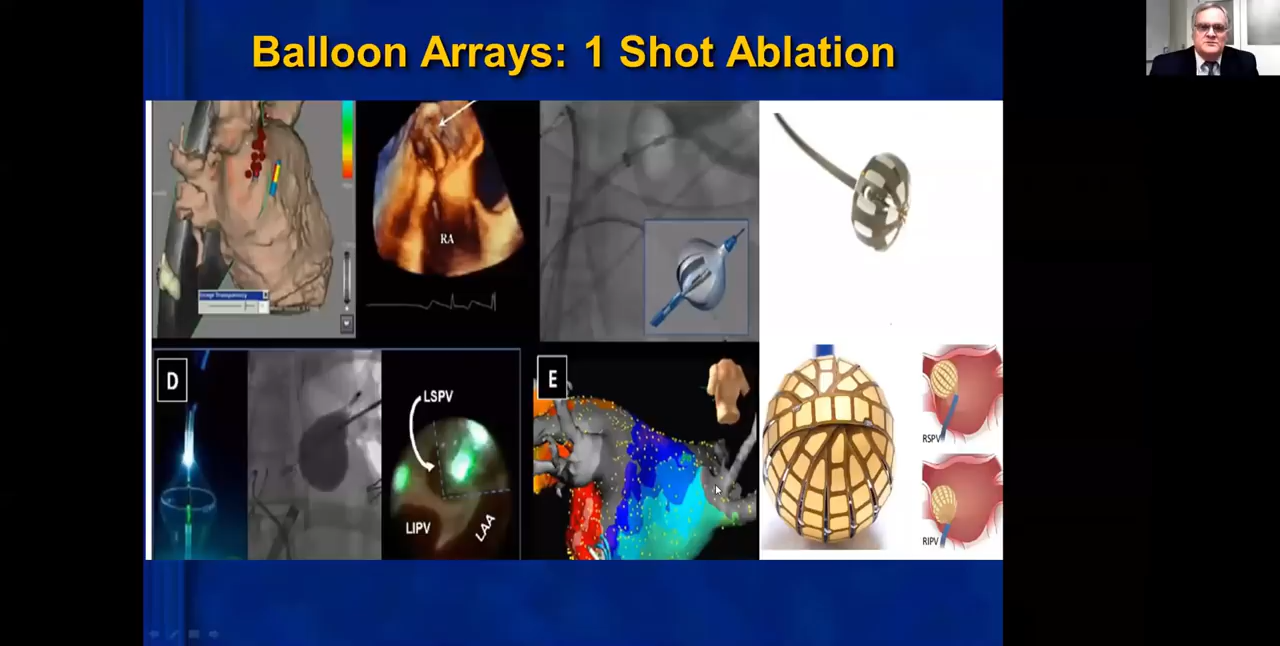 Balloon Arrays: 1 Shot Ablation
RA
D
LSPV
LIPV
LAA
E
RSPV
RIPV